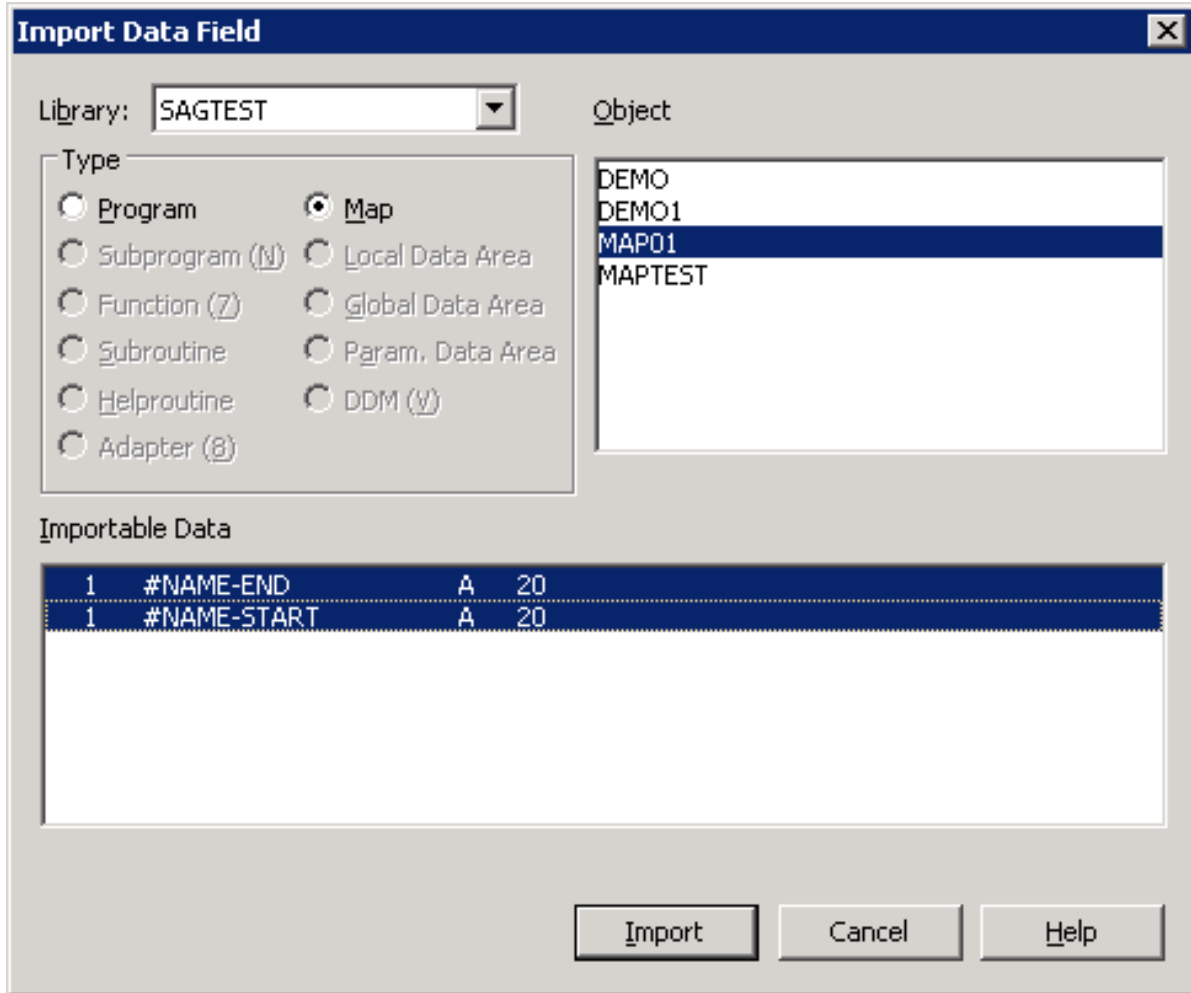 Import Data Field
Library: SAGTEST
Object
Type
Program Map
Subprogram (N) Local Data Area
Function (7) Global Data Area
Subroutine Param. Data Area
Helproutine DDM (V)
Adapter (8)
DEMO
DEMO1
MAP01
MAPTEST
Importable Data
1 #NAME-END A 20
1 #NAME-START A 20
Import Cancel Help